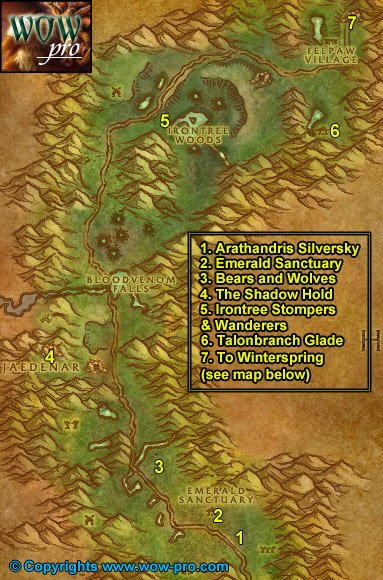 WOW
pro
7
FELPAW
VILLAGE
5
IRONTREE
WOODS
6
1. Arathandris Silversky
2. Emerald Sanctuary
3. Bears and Wolves
4. The Shadow Hold
5. Irontree Stompers
& Wanderers
6. Talonbranch Glade
7. To Winterspring
(see map below)
BLOODVENOM
FALLS
4
JAEDENAR
3
EMERALD
SANCTUARY
2
1
© Copyrights www.wow-pro.com